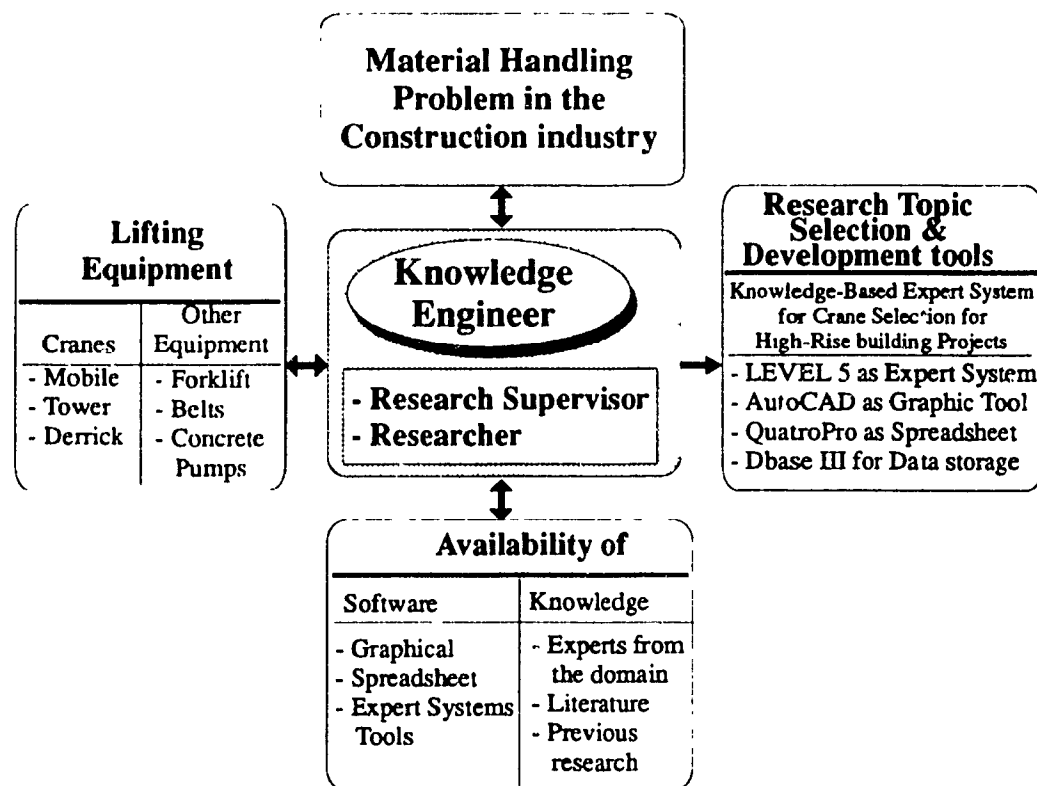 Material Handling
Problem in the
Construction industry
Lifting
Equipment
Cranes
- Mobile
- Tower
- Derrick
Other
Equipment
- Forklift
- Belts
- Concrete
Pumps
Knowledge
Engineer
- Research Supervisor
- Researcher
Research Topic
Selection &
Development tools
Knowledge-Based Expert System
for Crane Selection for
High-Rise building Projects
- LEVEL 5 as Expert System
- AutoCAD as Graphic Tool
- QuatroPro as Spreadsheet
- Dbase III for Data storage
Availability of
Software
- Graphical
- Spreadsheet
- Expert Systems
Tools
Knowledge
- Experts from
the domain
- Literature
- Previous
research